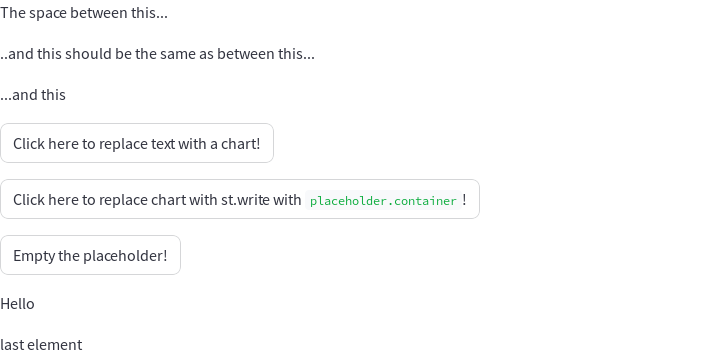 The space between this...
..and this should be the same as between this...
...and this
Click here to replace text with a chart!
Click here to replace chart with st.write with placeholder.container !
Empty the placeholder!
Hello
last element